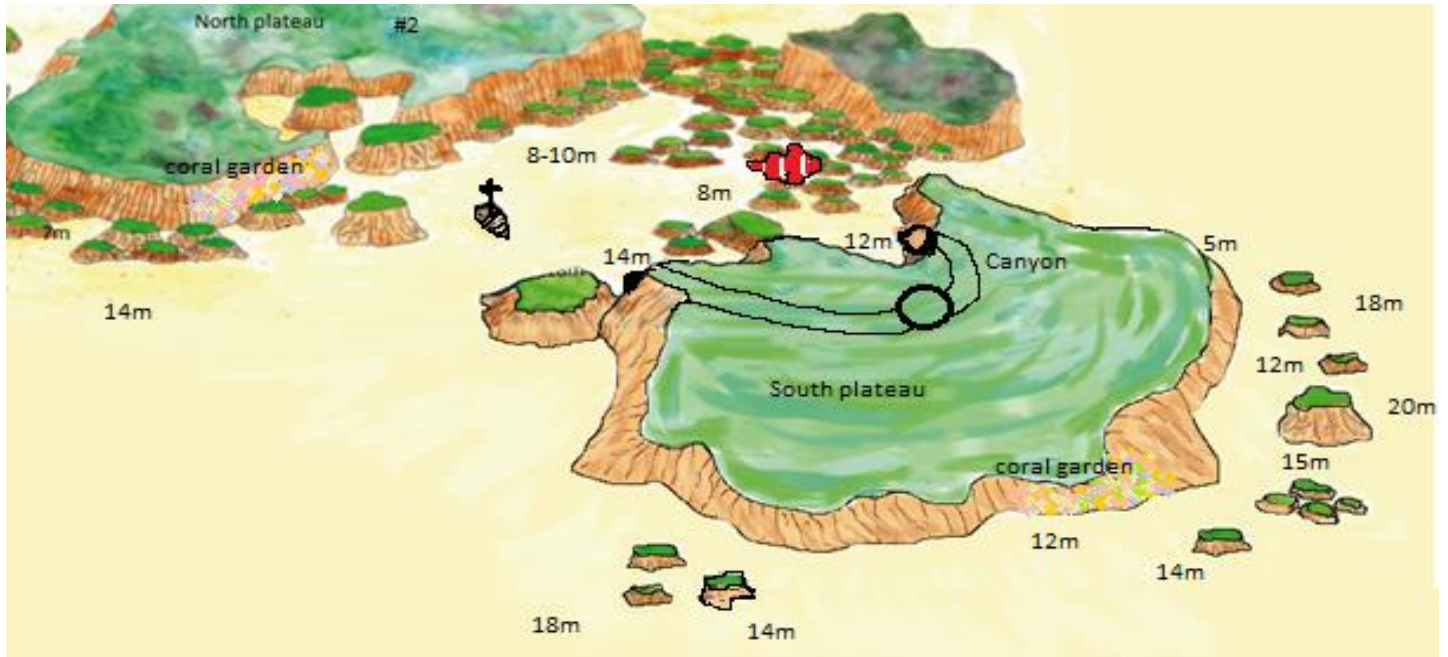 North plateau
#2
coral garden
8-10m
8m
7m
14m
12m
14m
Canyon
5m
18m
12m
South plateau
20m
coral garden
15m
12m
14m
18m
14m